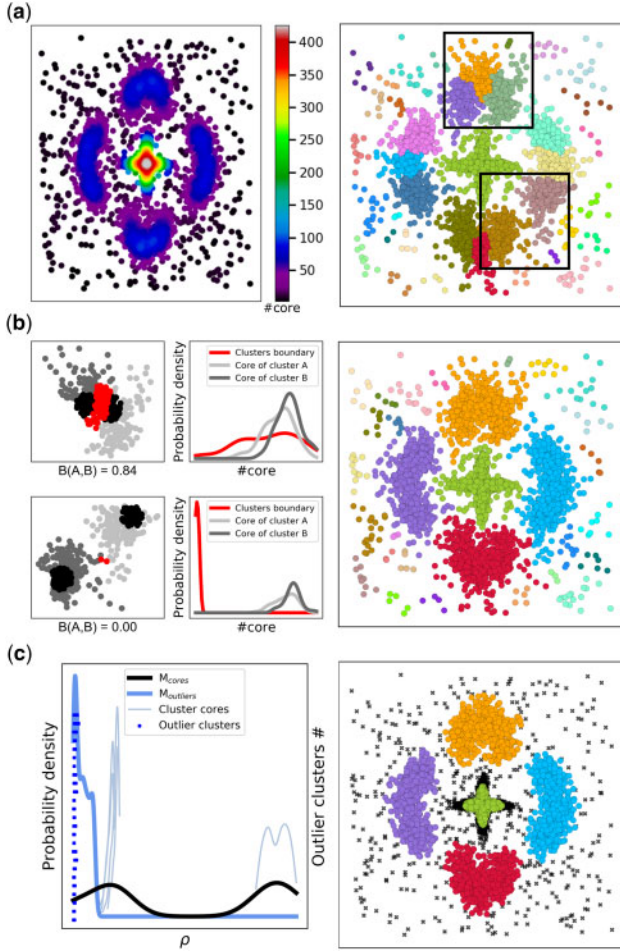 (a)
400
350
300
250
200
150
100
50
#core
(b)
Probability density
Clusters boundary
Core of cluster A
Core of cluster B
B(A,B) = 0.84
#core
Probability density
Clusters boundary
Core of cluster A
Core of cluster B
B(A,B) = 0.00
#core
(c)
Probability density
Mcores
Moutliers
Cluster cores
Outlier clusters
Outlier clusters #
ρ